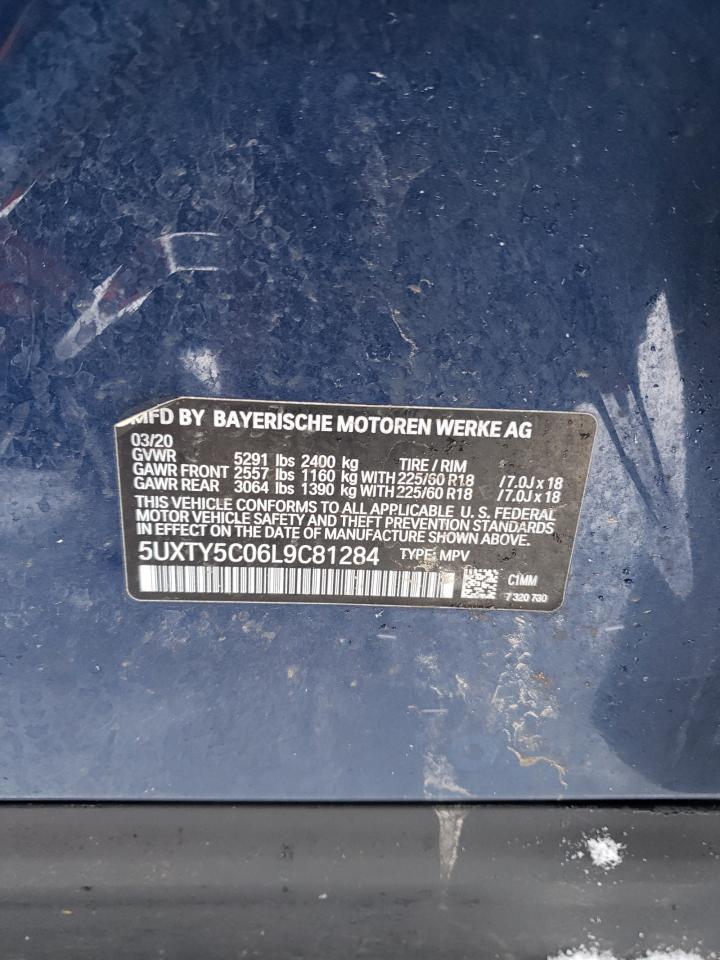 MFD BY BAYERISCHE MOTOREN WERKE AG
03/20
GVWR 5291 lbs 2400 kg TIRE / RIM
GAWR FRONT 2557 lbs 1160 kg WITH 225/60 R18 /7.0J x 18
GAWR REAR 3064 lbs 1390 kg WITH 225/60 R18 /7.0J x 18
THIS VEHICLE CONFORMS TO ALL APPLICABLE U. S. FEDERAL
MOTOR VEHICLE SAFETY AND THEFT PREVENTION STANDARDS
IN EFFECT ON THE DATE OF MANUFACTURE SHOWN ABOVE.
5UXTY5C06L9C81284 TYPE: MPV
C1MM
7 320 730